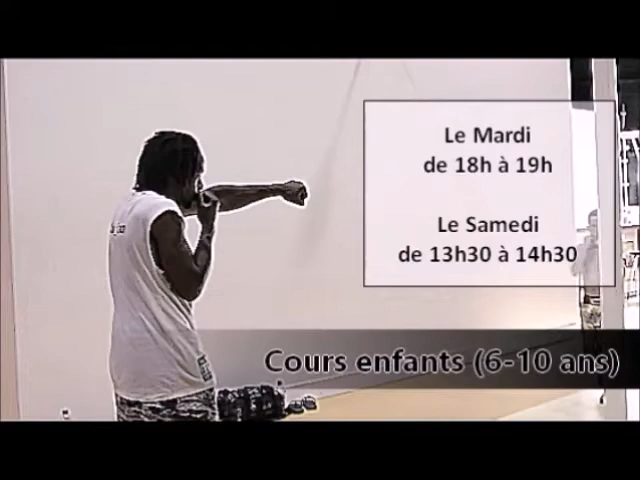 Le Mardi
de 18h à 19h
Le Samedi
de 13h30 à 14h30
Cours enfants (6-10 ans)